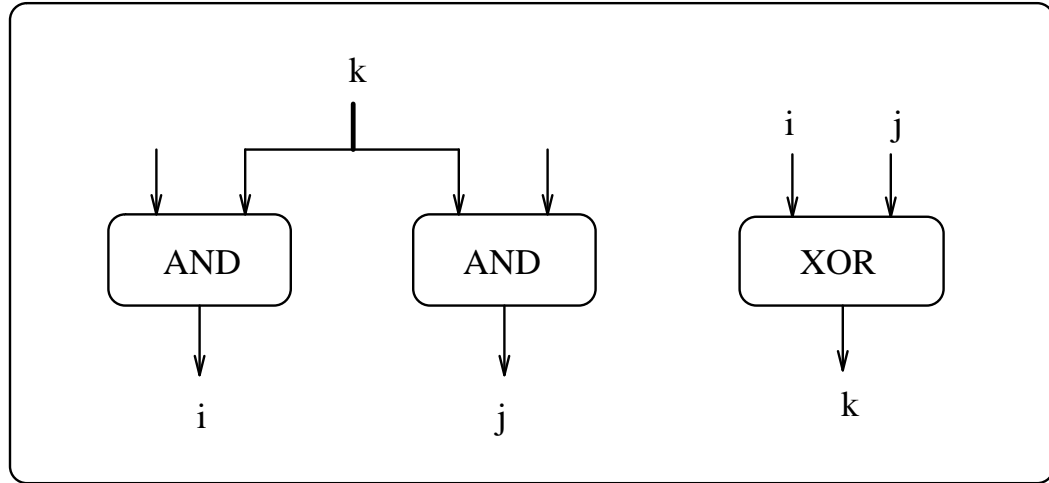 k
i j
AND AND XOR
i j k